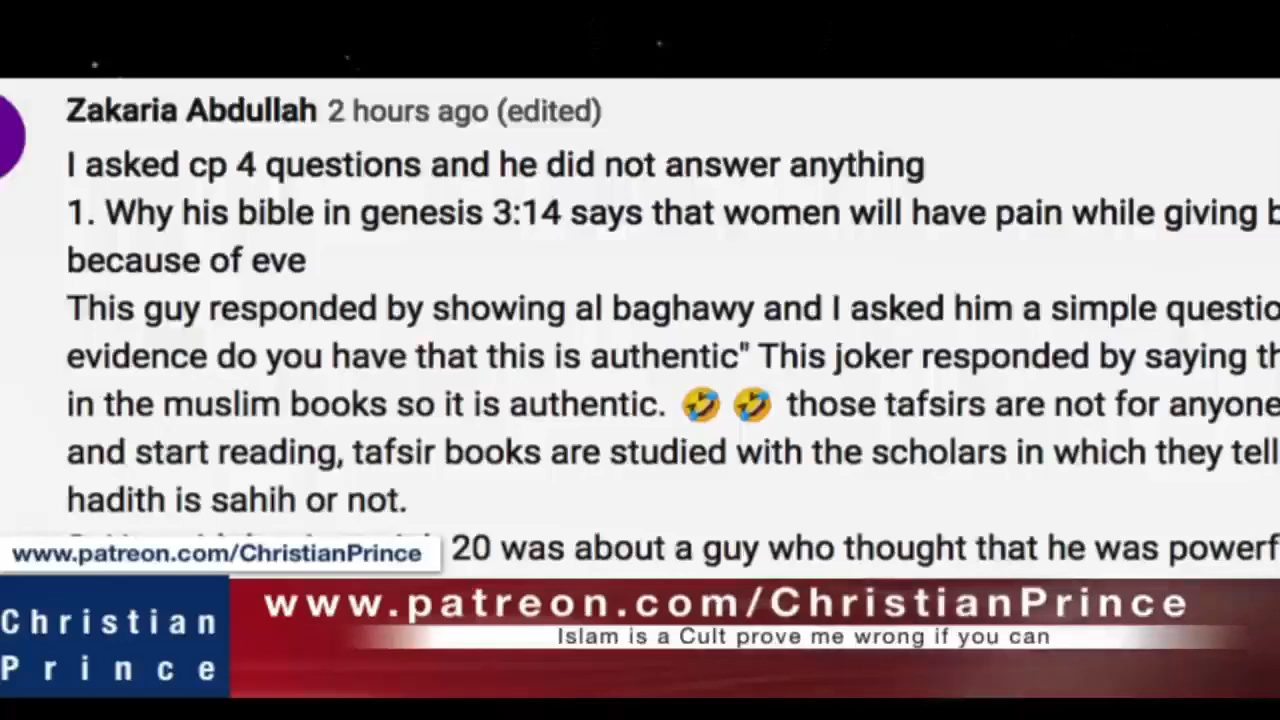 Zakaria Abdullah 2 hours ago (edited)
I asked cp 4 questions and he did not answer anything
1. Why his bible in genesis 3:14 says that women will have pain while giving
because of eve
This guy responded by showing al baghawy and I asked him a simple
evidence do you have that this is authentic" This joker responded by saying
in the muslim books so it is authentic. 🤣 🤣 those tafsirs are not for anyone
and start reading, tafsir books are studied with the scholars in which they tell
hadith is sahih or not.
20 was about a guy who thought that he was
www.patreon.com/ChristianPrince
Christian
Prince
www.patreon.com/ChristianPrince
Islam is a Cult prove me wrong if you can